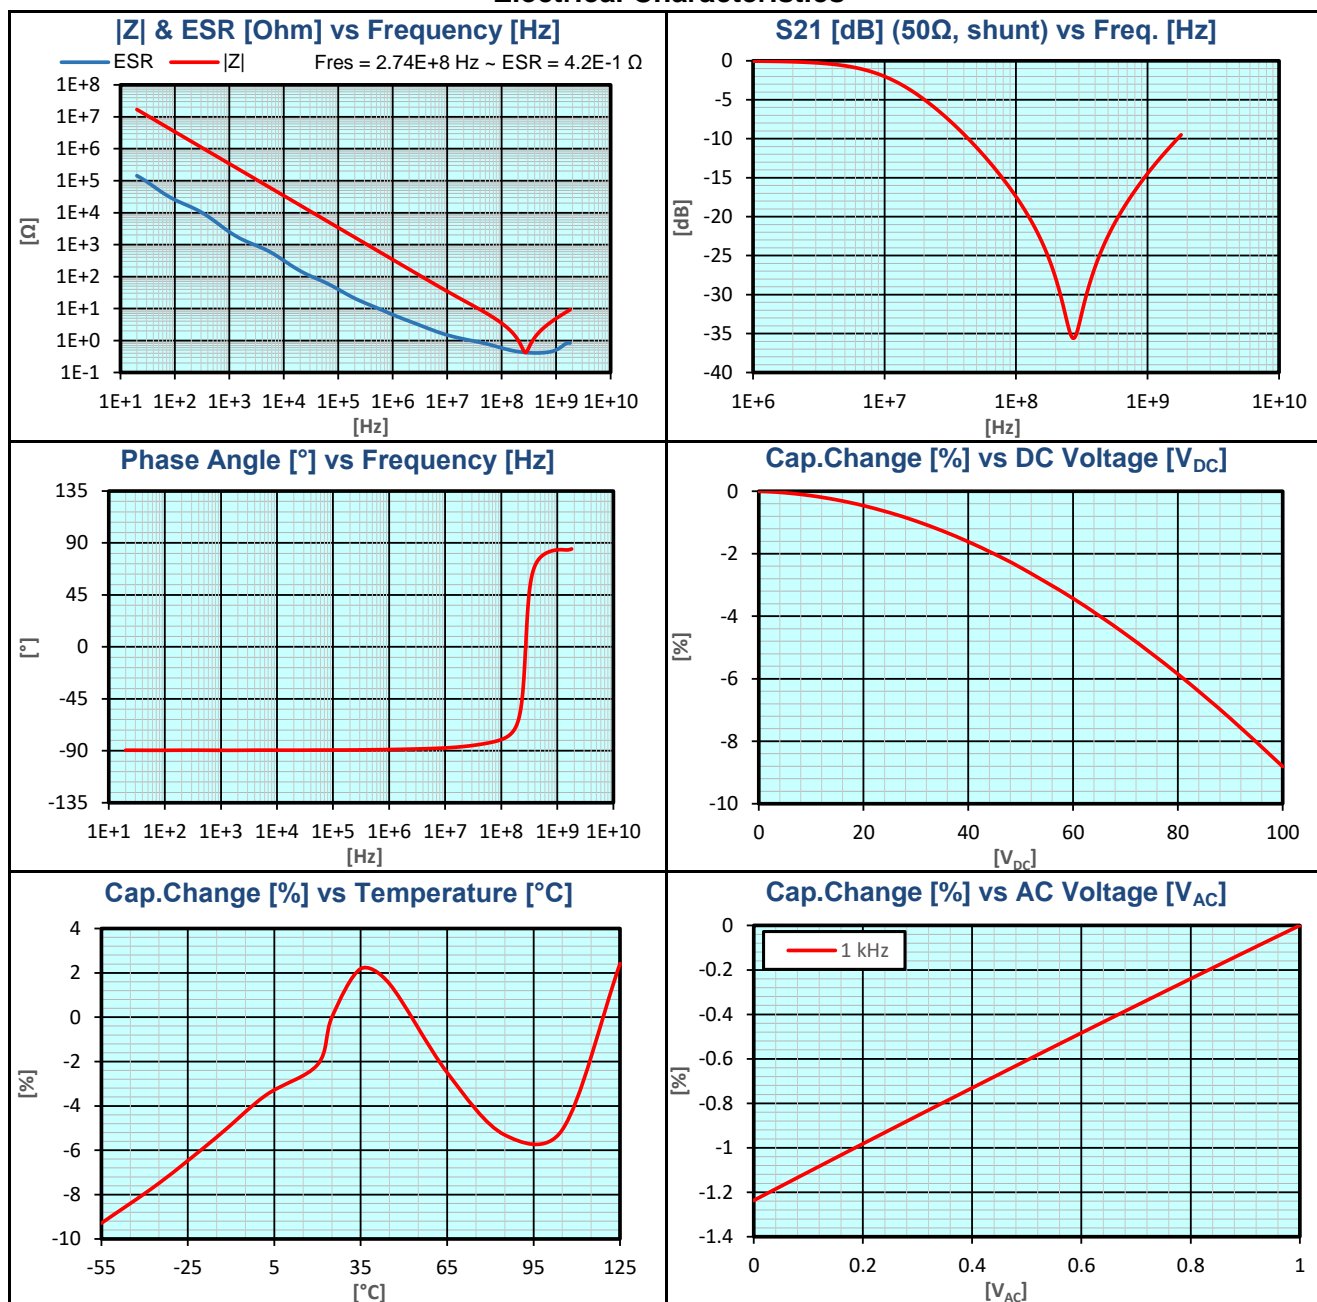 |Z| & ESR [Ohm] vs Frequency [Hz]
ESR |Z| Fres = 2.74E+8 Hz ~ ESR = 4.2E-1 Ω
1E+8
1E+7
1E+6
1E+5
1E+4
1E+3
1E+2
1E+1
1E+0
1E-1
[Ω]
1E+1 1E+2 1E+3 1E+4 1E+5 1E+6 1E+7 1E+8 1E+9 1E+10
[Hz]
S21 [dB] (50Ω, shunt) vs Freq. [Hz]
0
-5
-10
-15
-20
-25
-30
-35
-40
[dB]
1E+6 1E+7 1E+8 1E+9 1E+10
[Hz]
Phase Angle [°] vs Frequency [Hz]
135
90
45
0
-45
-90
-135
[°]
1E+1 1E+2 1E+3 1E+4 1E+5 1E+6 1E+7 1E+8 1E+9 1E+10
[Hz]
Cap.Change [%] vs DC Voltage [VDC]
0
-2
-4
-6
-8
-10
[%]
0 20 40 60 80 100
[VDC]
Cap.Change [%] vs Temperature [°C]
4
2
0
-2
-4
-6
-8
-10
[%]
-55 -25 5 35 65 95 125
[°C]
Cap.Change [%] vs AC Voltage [VAC]
1 kHz
0
-0.2
-0.4
-0.6
-0.8
-1
-1.2
-1.4
[%]
0 0.2 0.4 0.6 0.8 1
[VAC]